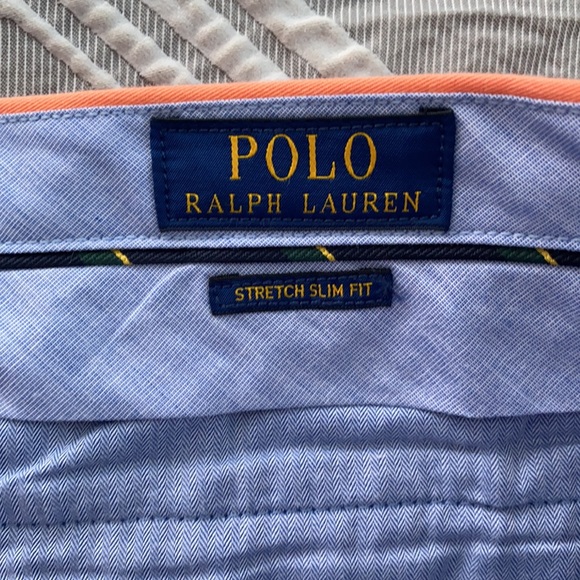 POLO
RALPH LAUREN
STRETCH SLIM FIT